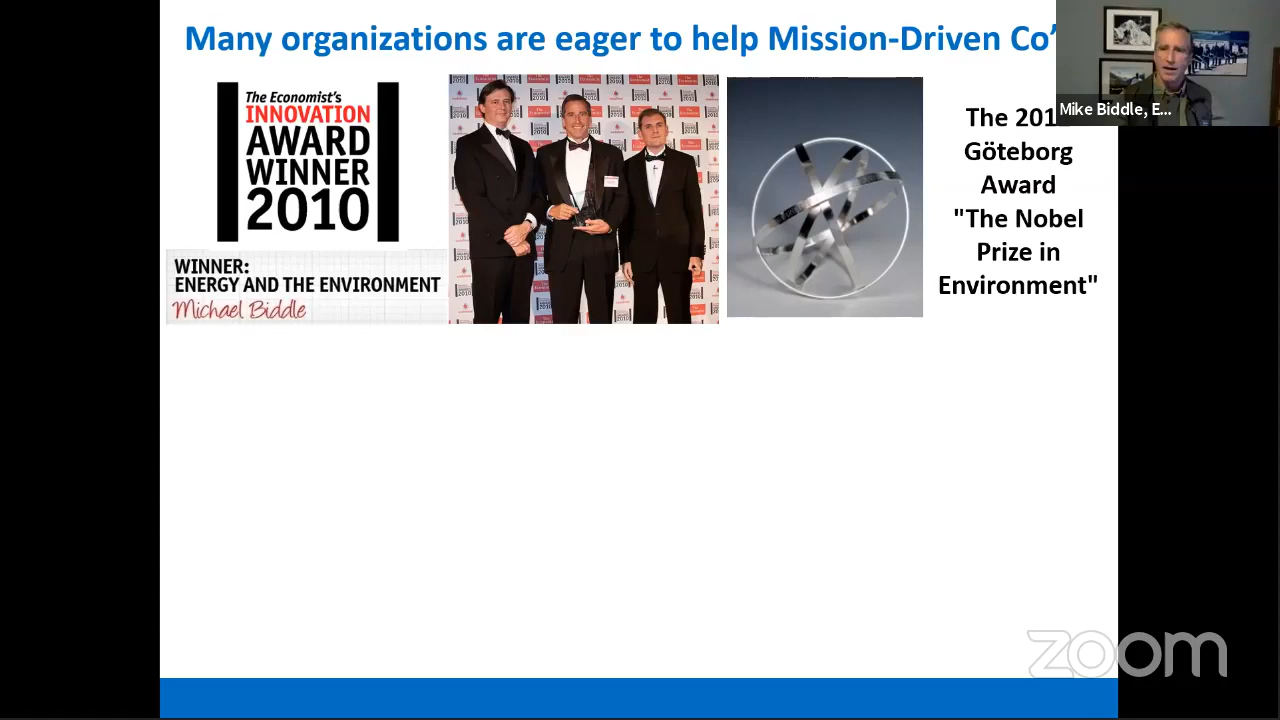 Many organizations are eager to help Mission-Driven Co'
The Economist's
INNOVATION
AWARD
WINNER
2010
WINNER:
ENERGY AND THE ENVIRONMENT
Michael Biddle
The 201
Göteborg
Award
"The Nobel
Prize in
Environment"
Mike Biddle, E...
zoom